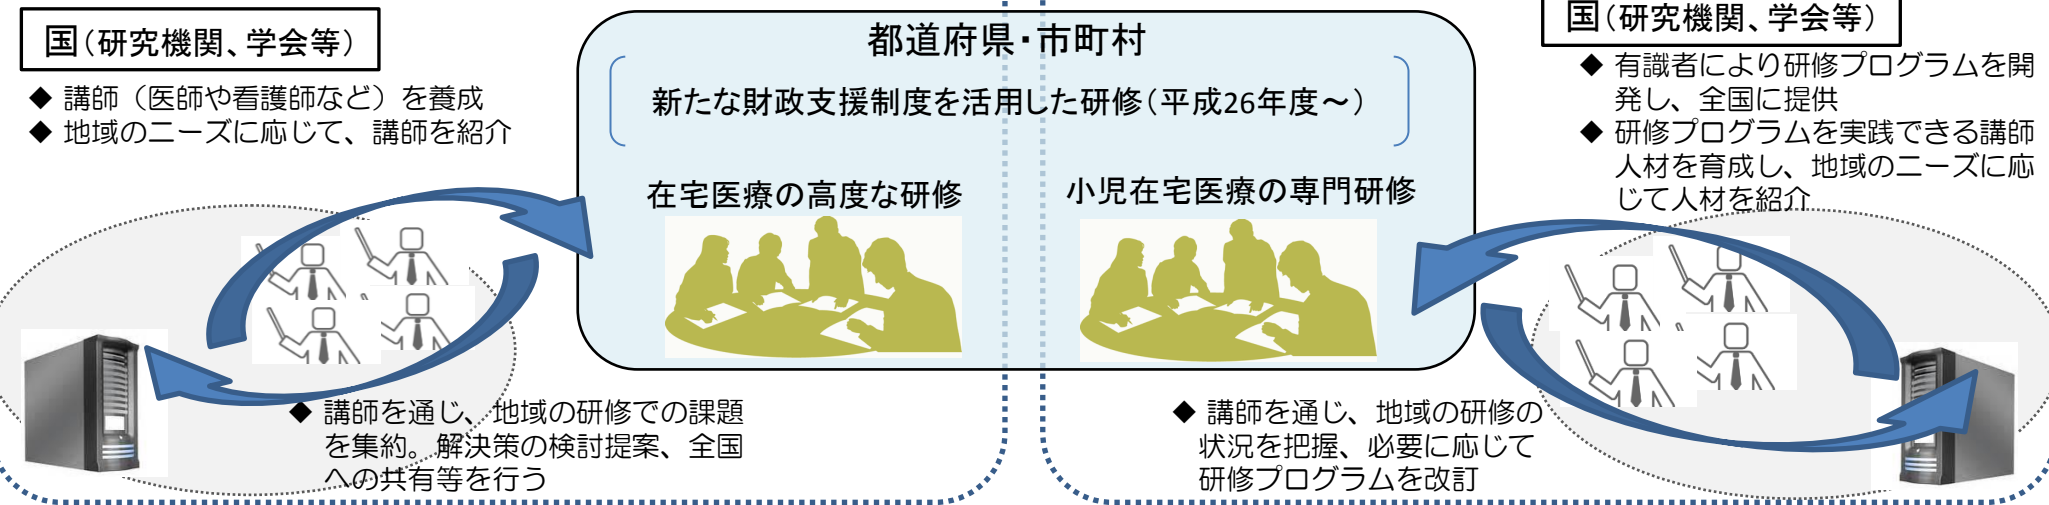 国(研究機関、学会等)
◆ 講師（医師や看護師など）を養成
◆ 地域のニーズに応じて、講師を紹介
都道府県・市町村
新たな財政支援制度を活用した研修(平成26年度～)
在宅医療の高度な研修
小児在宅医療の専門研修
国(研究機関、学会等)
◆ 有識者により研修プログラムを開
発し、全国に提供
◆ 研修プログラムを実践できる講師
人材を育成し、地域のニーズに応
じて人材を紹介
◆ 講師を通じ、地域の研修での課題
を集約。解決策の検討提案、全国
への共有等を行う
◆ 講師を通じ、地域の研修の
状況を把握、必要に応じて
研修プログラムを改訂